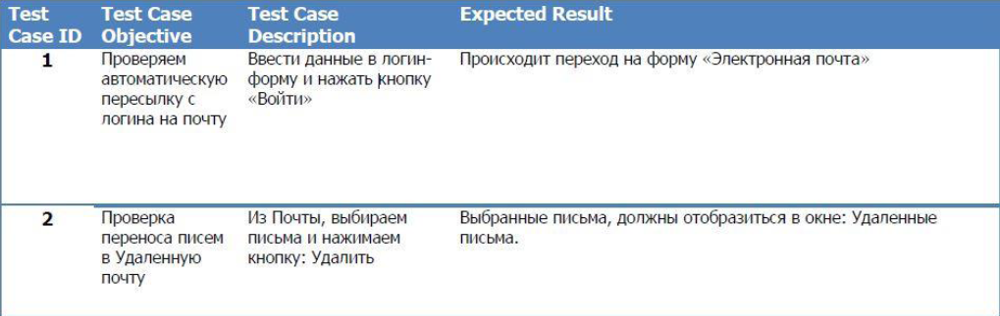 Test Case ID
Test Case Objective
Test Case Description
Expected Result
1
Проверяем
автоматическую
пересылку с
логина на почту
Ввести данные в логин-
форму и нажать кнопку
«Войти»
Происходит переход на форму «Электронная почта»
2
Проверка
переноса писем
в Удаленную
почту
Из Почты, выбираем
письма и нажимаем
кнопку: Удалить
Выбранные письма, должны отобразиться в окне: Удаленные
письма.